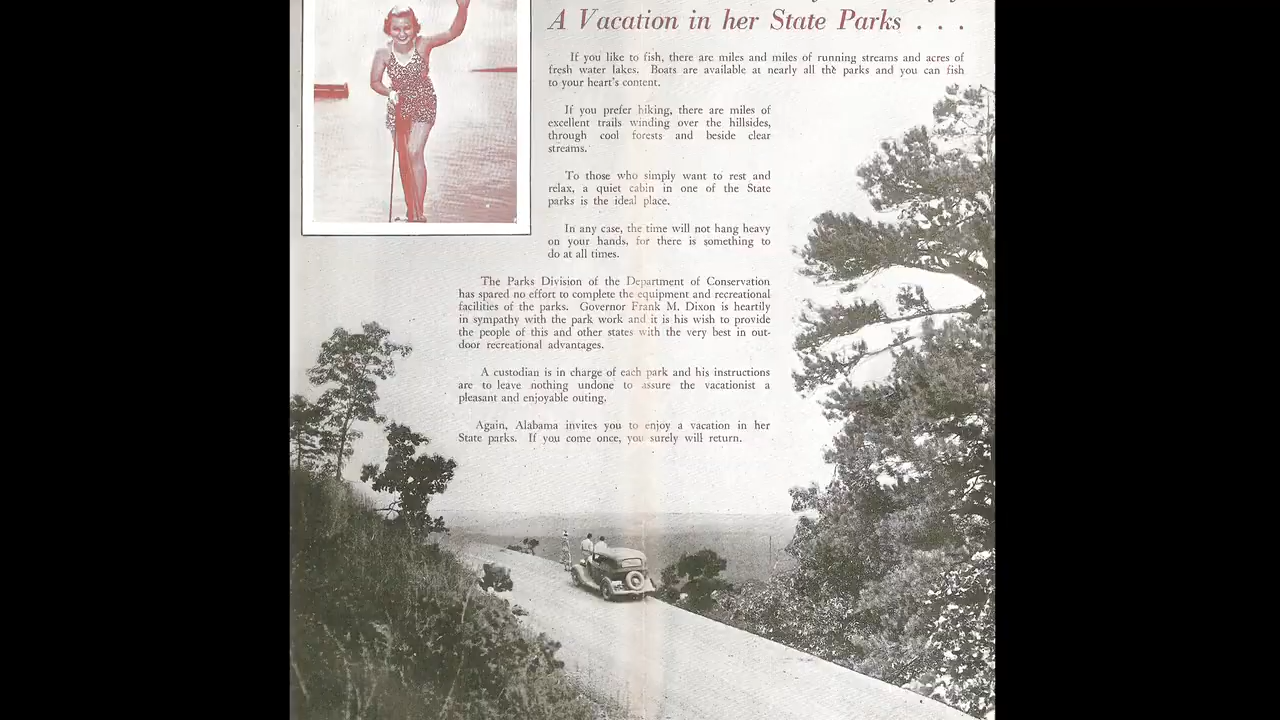 A Vacation in her State Parks . . .
If you like to fish, there are miles and miles of running streams and acres of
fresh water lakes. Boats are available at nearly all the parks and you can fish
to your heart's content.
If you prefer hiking, there are miles of
excellent trails winding over the hillsides,
through cool forests and beside clear
streams.
To those who simply want to rest and
relax, a quiet cabin in one of the State
parks is the ideal place.
In any case, the time will not hang heavy
on your hands, for there is something to
do at all times.
The Parks Division of the Department of Conservation
has spared no effort to complete the equipment and recreational
facilities of the parks. Governor Frank M. Dixon is heartily
in sympathy with the park work and it is his wish to provide
the people of this and other states with the very best in out-
door recreational advantages.
A custodian is in charge of each park and his instructions
are to leave nothing undone to assure the vacationist a
pleasant and enjoyable outing.
Again, Alabama invites you to enjoy a vacation in her
State parks. If you come once, you surely will return.